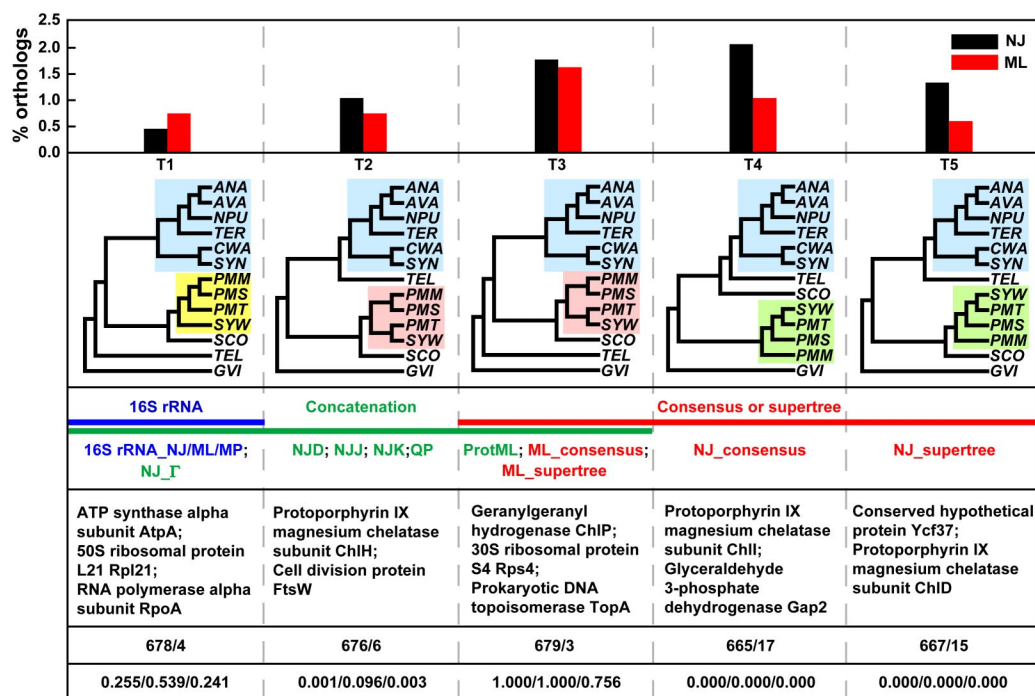 2.5
2.0
1.5
1.0
0.5
0.0
% orthologs
NJ
ML
T1
T2
T3
T4
T5
ANA
AVA
NPU
TER
CWA
SYN
PMM
PMS
PMT
SYW
SCO
TEL
GVI
ANA
AVA
NPU
TER
CWA
SYN
TEL
PMM
PMS
PMT
SYW
SCO
GVI
ANA
AVA
NPU
TER
CWA
SYN
PMM
PMS
PMT
SYW
SCO
TEL
GVI
ANA
AVA
NPU
TER
CWA
SYN
TEL
SCO
SYW
PMT
PMS
PMM
GVI
ANA
AVA
NPU
TER
CWA
SYN
TEL
SYW
PMT
PMS
PMM
SCO
GVI
16S rRNA
Concatenation
Consensus or supertree
16S rRNA_NJ/ML/MP;
NJ_Γ
NJD; NJJ; NJK;QP
ProtML; ML_consensus;
ML_supertree
NJ_consensus
NJ_supertree
ATP synthase alpha
subunit AtpA;
50S ribosomal protein
L21 Rpl21;
RNA polymerase alpha
subunit RpoA
Protoporphyrin IX
magnesium chelatase
subunit ChlH;
Cell division protein
FtsW
Geranylgeranyl
hydrogenase ChlP;
30S ribosomal protein
S4 Rps4;
Prokaryotic DNA
topoisomerase TopA
Protoporphyrin IX
magnesium chelatase
subunit ChlI;
Glyceraldehyde
3-phosphate
dehydrogenase Gap2
Conserved hypothetical
protein Ycf37;
Protoporphyrin IX
magnesium chelatase
subunit ChlD
678/4
676/6
679/3
665/17
667/15
0.255/0.539/0.241
0.001/0.096/0.003
1.000/1.000/0.756
0.000/0.000/0.000
0.000/0.000/0.000